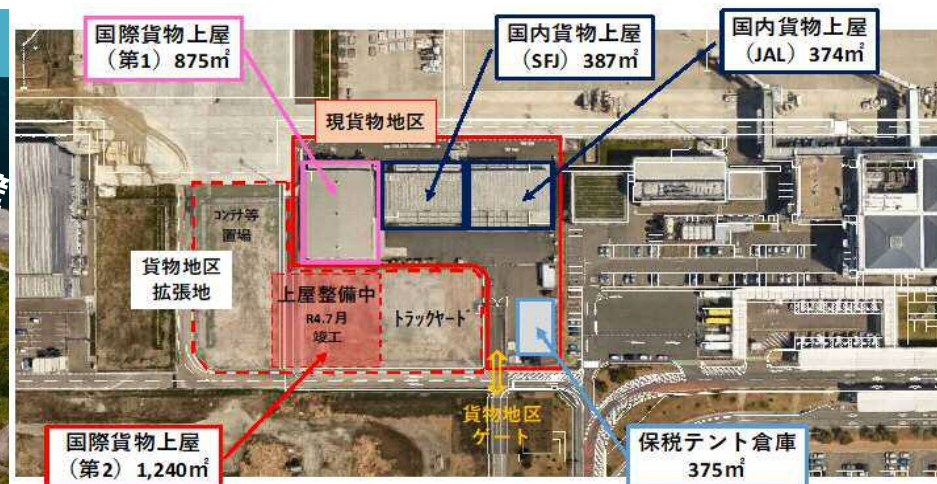 国際貨物上屋
（第1）875㎡
国内貨物上屋
（SFJ）387㎡
国内貨物上屋
（JAL）374㎡
現貨物地区
コンテナ等
置場
貨物地区
拡張地
上屋整備中
R4.7月
竣工
トラックヤード
貨物地区
ゲート
国際貨物上屋
（第2）1,240㎡
保税テント倉庫
375㎡